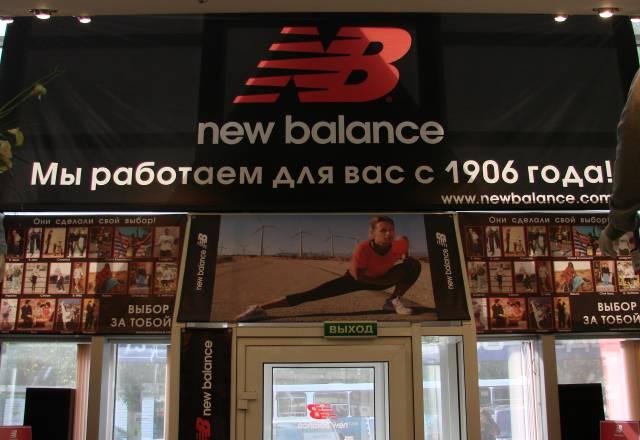 NB
new balance
Мы работаем для вас с 1906 года!
www.newbalance.com
Они сделали свой выбор!
ВЫБОР
ЗА ТОБОЙ
new balance
new balance
Они сделали свой выбор!
ВЫБОР
ЗА ТОБОЙ
ВЫХОД
new balance